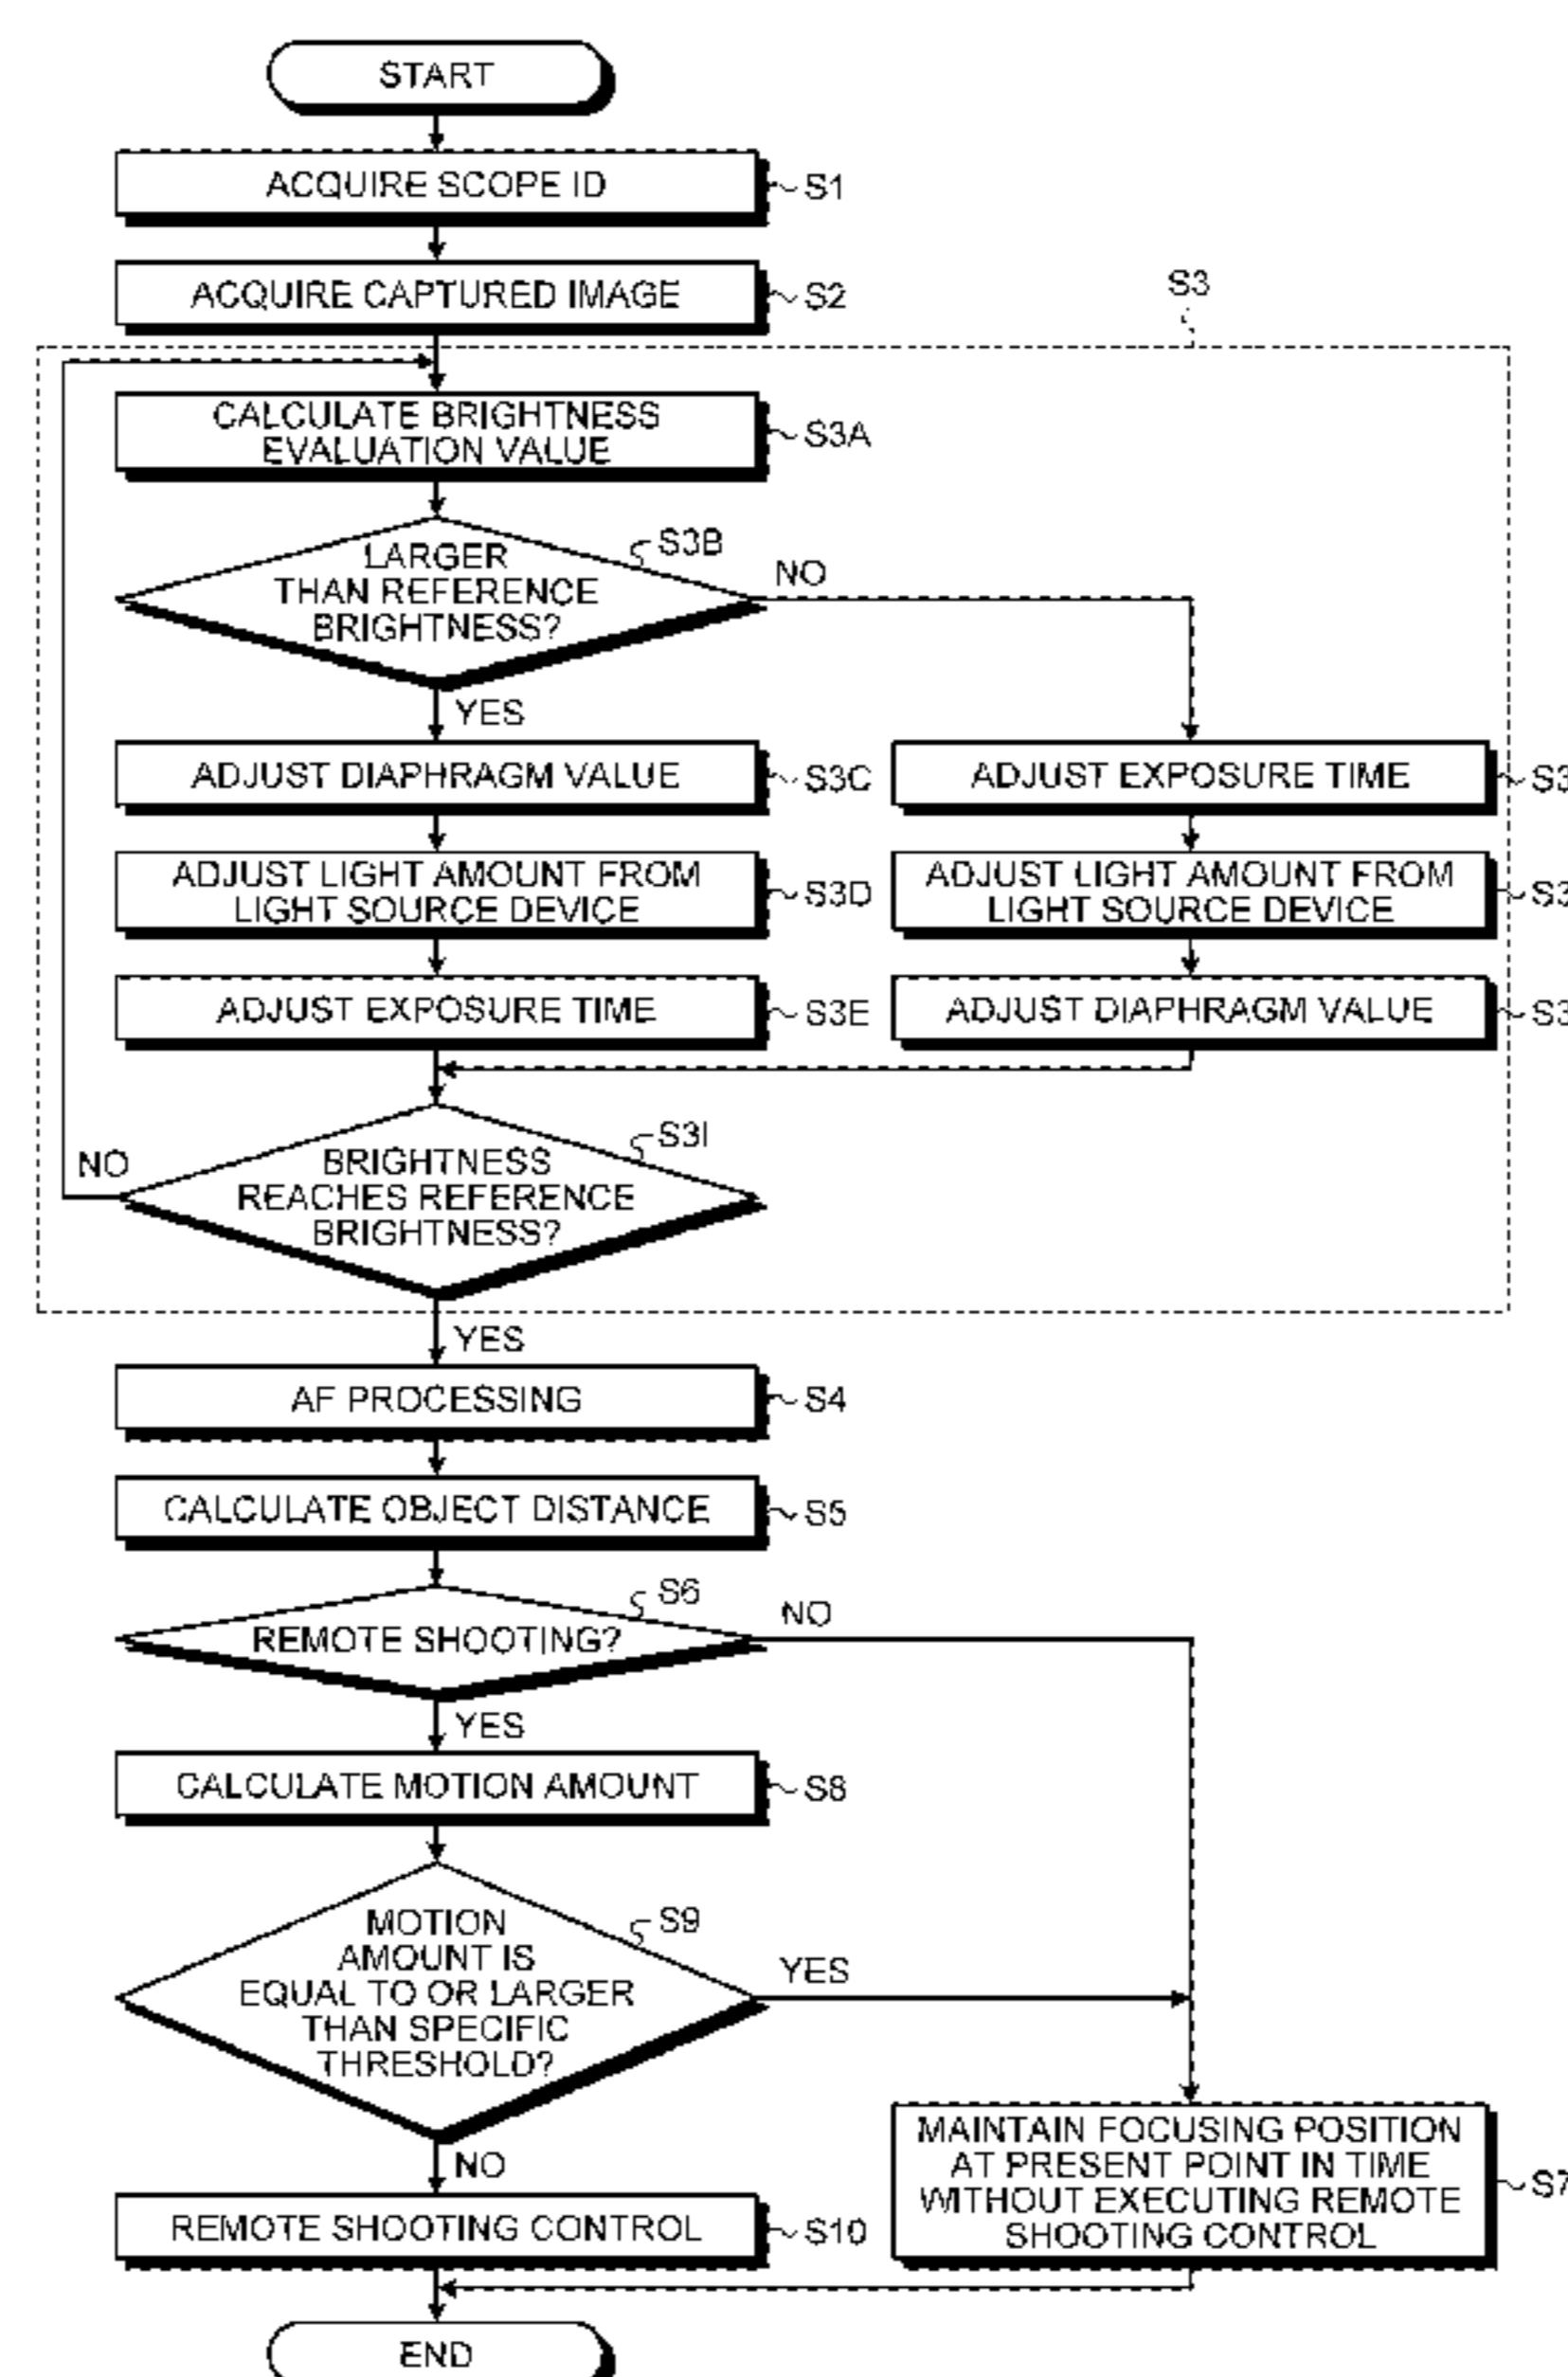 START
ACQUIRE SCOPE ID
S1
ACQUIRE CAPTURED IMAGE
S2
S3
CALCULATE BRIGHTNESS
EVALUATION VALUE
S3A
LARGER
THAN REFERENCE
BRIGHTNESS?
S3B
NO
YES
ADJUST DIAPHRAGM VALUE
S3C
ADJUST EXPOSURE TIME
ADJUST LIGHT AMOUNT FROM
LIGHT SOURCE DEVICE
S3D
ADJUST LIGHT AMOUNT FROM
LIGHT SOURCE DEVICE
ADJUST EXPOSURE TIME
S3E
ADJUST DIAPHRAGM VALUE
BRIGHTNESS
REACHES REFERENCE
BRIGHTNESS?
S3I
NO
YES
AF PROCESSING
S4
CALCULATE OBJECT DISTANCE
S5
REMOTE SHOOTING?
S6
NO
YES
CALCULATE MOTION AMOUNT
S8
MOTION
AMOUNT IS
EQUAL TO OR LARGER
THAN SPECIFIC
THRESHOLD?
S9
YES
NO
MAINTAIN FOCUSING POSITION
AT PRESENT POINT IN TIME
WITHOUT EXECUTING REMOTE
SHOOTING CONTROL
S7
REMOTE SHOOTING CONTROL
S10
END